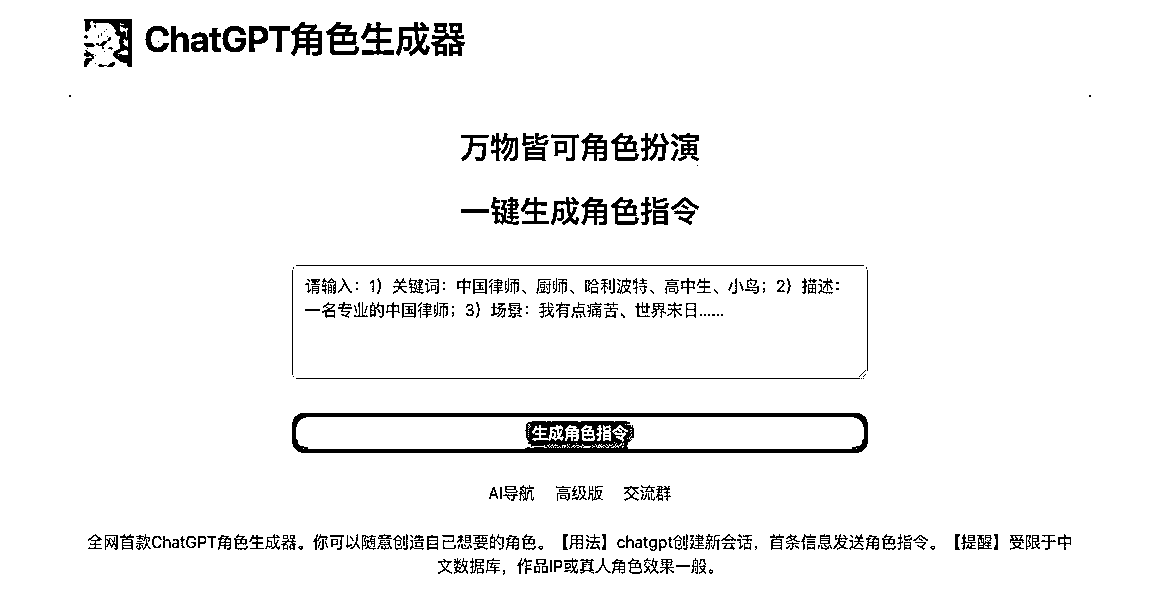 ChatGPT角色生成器
万物皆可角色扮演
一键生成角色指令
请输入：1）关键词：中国律师、厨师、哈利波特、高中生、小鸟；2）描述：
一名专业的中国律师；3）场景：我有点痛苦、世界末日......
生成角色指令
AI导航 高级版 交流群
全网首款ChatGPT角色生成器。你可以随意创造自己想要的角色。【用法】chatgpt创建新会话，首条信息发送角色指令。【提醒】受限于中
文数据库，作品IP或真人角色效果一般。